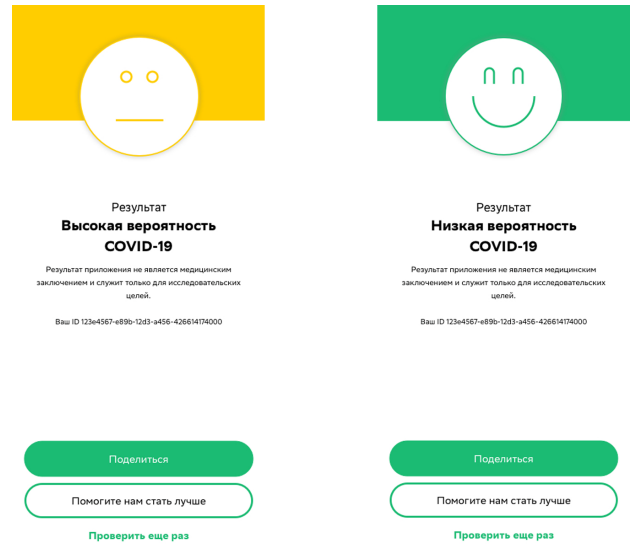 Результат
Высокая вероятность
COVID-19
Результат приложения не является медицинским
заключением и служит только для исследовательских
целей.
Ваш ID 123e4567-e89b-12d3-a456-426614174000
Поделиться
Помогите нам стать лучше
Проверить еще раз
Результат
Низкая вероятность
COVID-19
Результат приложения не является медицинским
заключением и служит только для исследовательских
целей.
Ваш ID 123e4567-e89b-12d3-a456-426614174000
Поделиться
Помогите нам стать лучше
Проверить еще раз